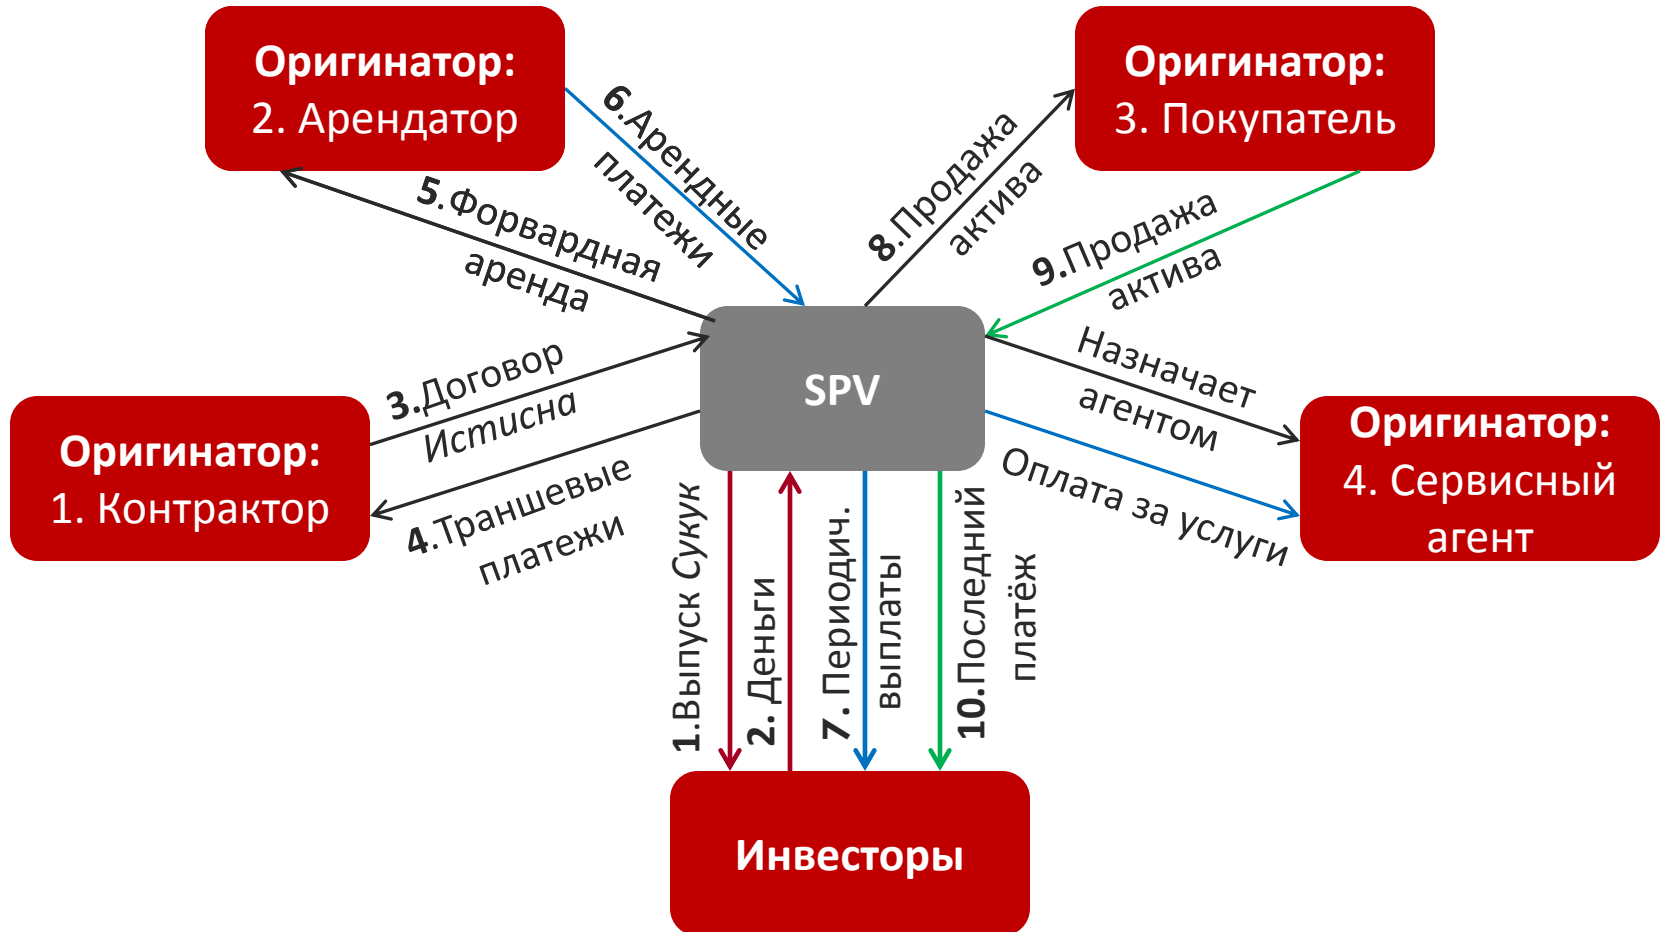 Оригинатор:
2. Арендатор
Оригинатор:
3. Покупатель
6.Арендные
платежи
5.Форвардная
аренда
8.Продажа
актива
9.Продажа
актива
SPV
3.Договор
Истисна
4.Траншевые
платежи
Назначает
агентом
Оплата за услуги
Оригинатор:
1. Контрактор
Оригинатор:
4. Сервисный
агент
1.Выпуск Сукук
2. Деньги
7. Периодич.
выплаты
10.Последний
платёж
Инвесторы